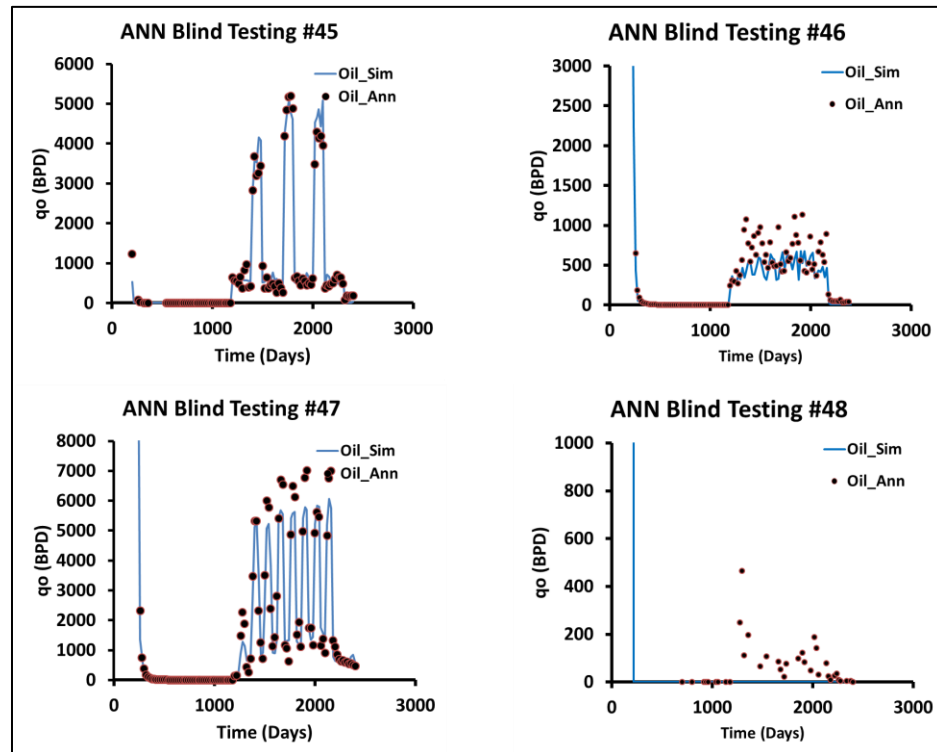 ANN Blind Testing #45
6000
5000
4000
3000
2000
1000
0
qo (BPD)
Oil_Sim
Oil_Ann
0 1000 2000 3000
Time (Days)
ANN Blind Testing #46
3000
2500
2000
1500
1000
500
0
qo (BPD)
Oil_Sim
Oil_Ann
0 1000 2000 3000
Time (Days)
ANN Blind Testing #47
8000
7000
6000
5000
4000
3000
2000
1000
0
qo (BPD)
Oil_Sim
Oil_Ann
0 1000 2000 3000
Time (Days)
ANN Blind Testing #48
1000
800
600
400
200
0
qo (BPD)
Oil_Sim
Oil_Ann
0 1000 2000 3000
Time (Days)